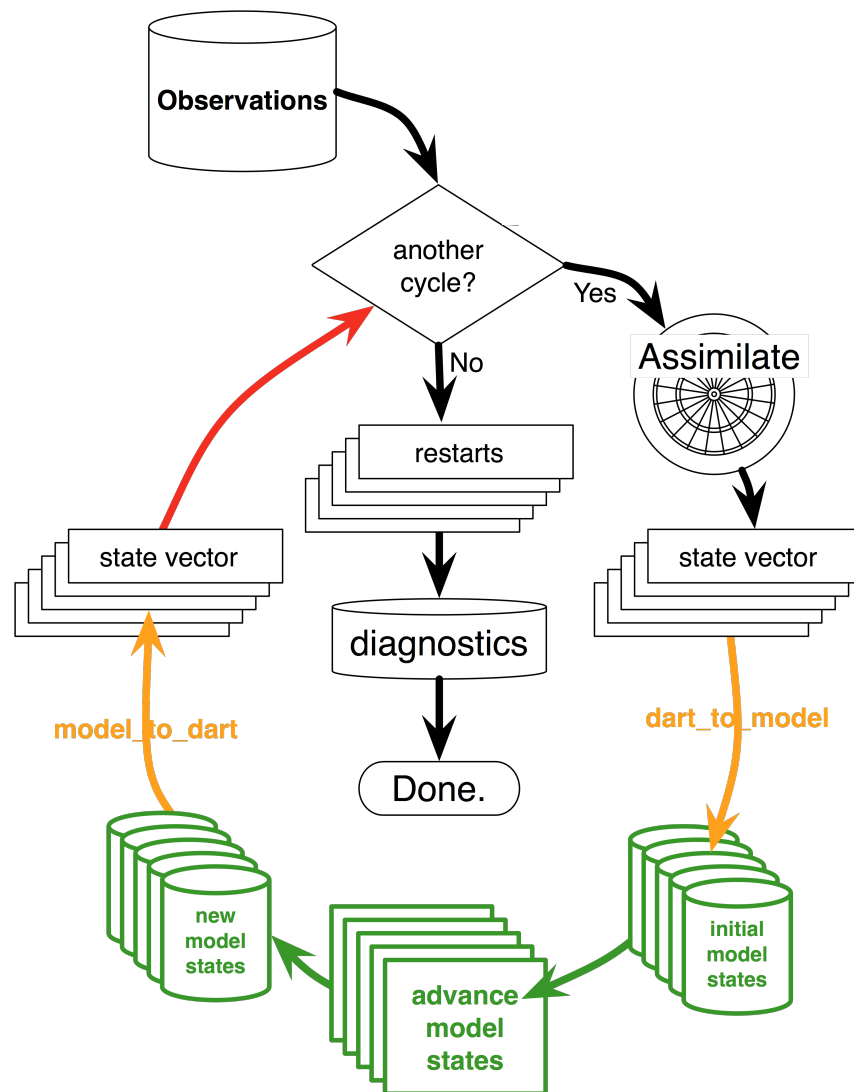 Observations
another
cycle?
Yes
No
Assimilate
restarts
state vector
state vector
diagnostics
model_to_dart
dart_to_model
Done.
new
model
states
initial
model
states
advance
model
states